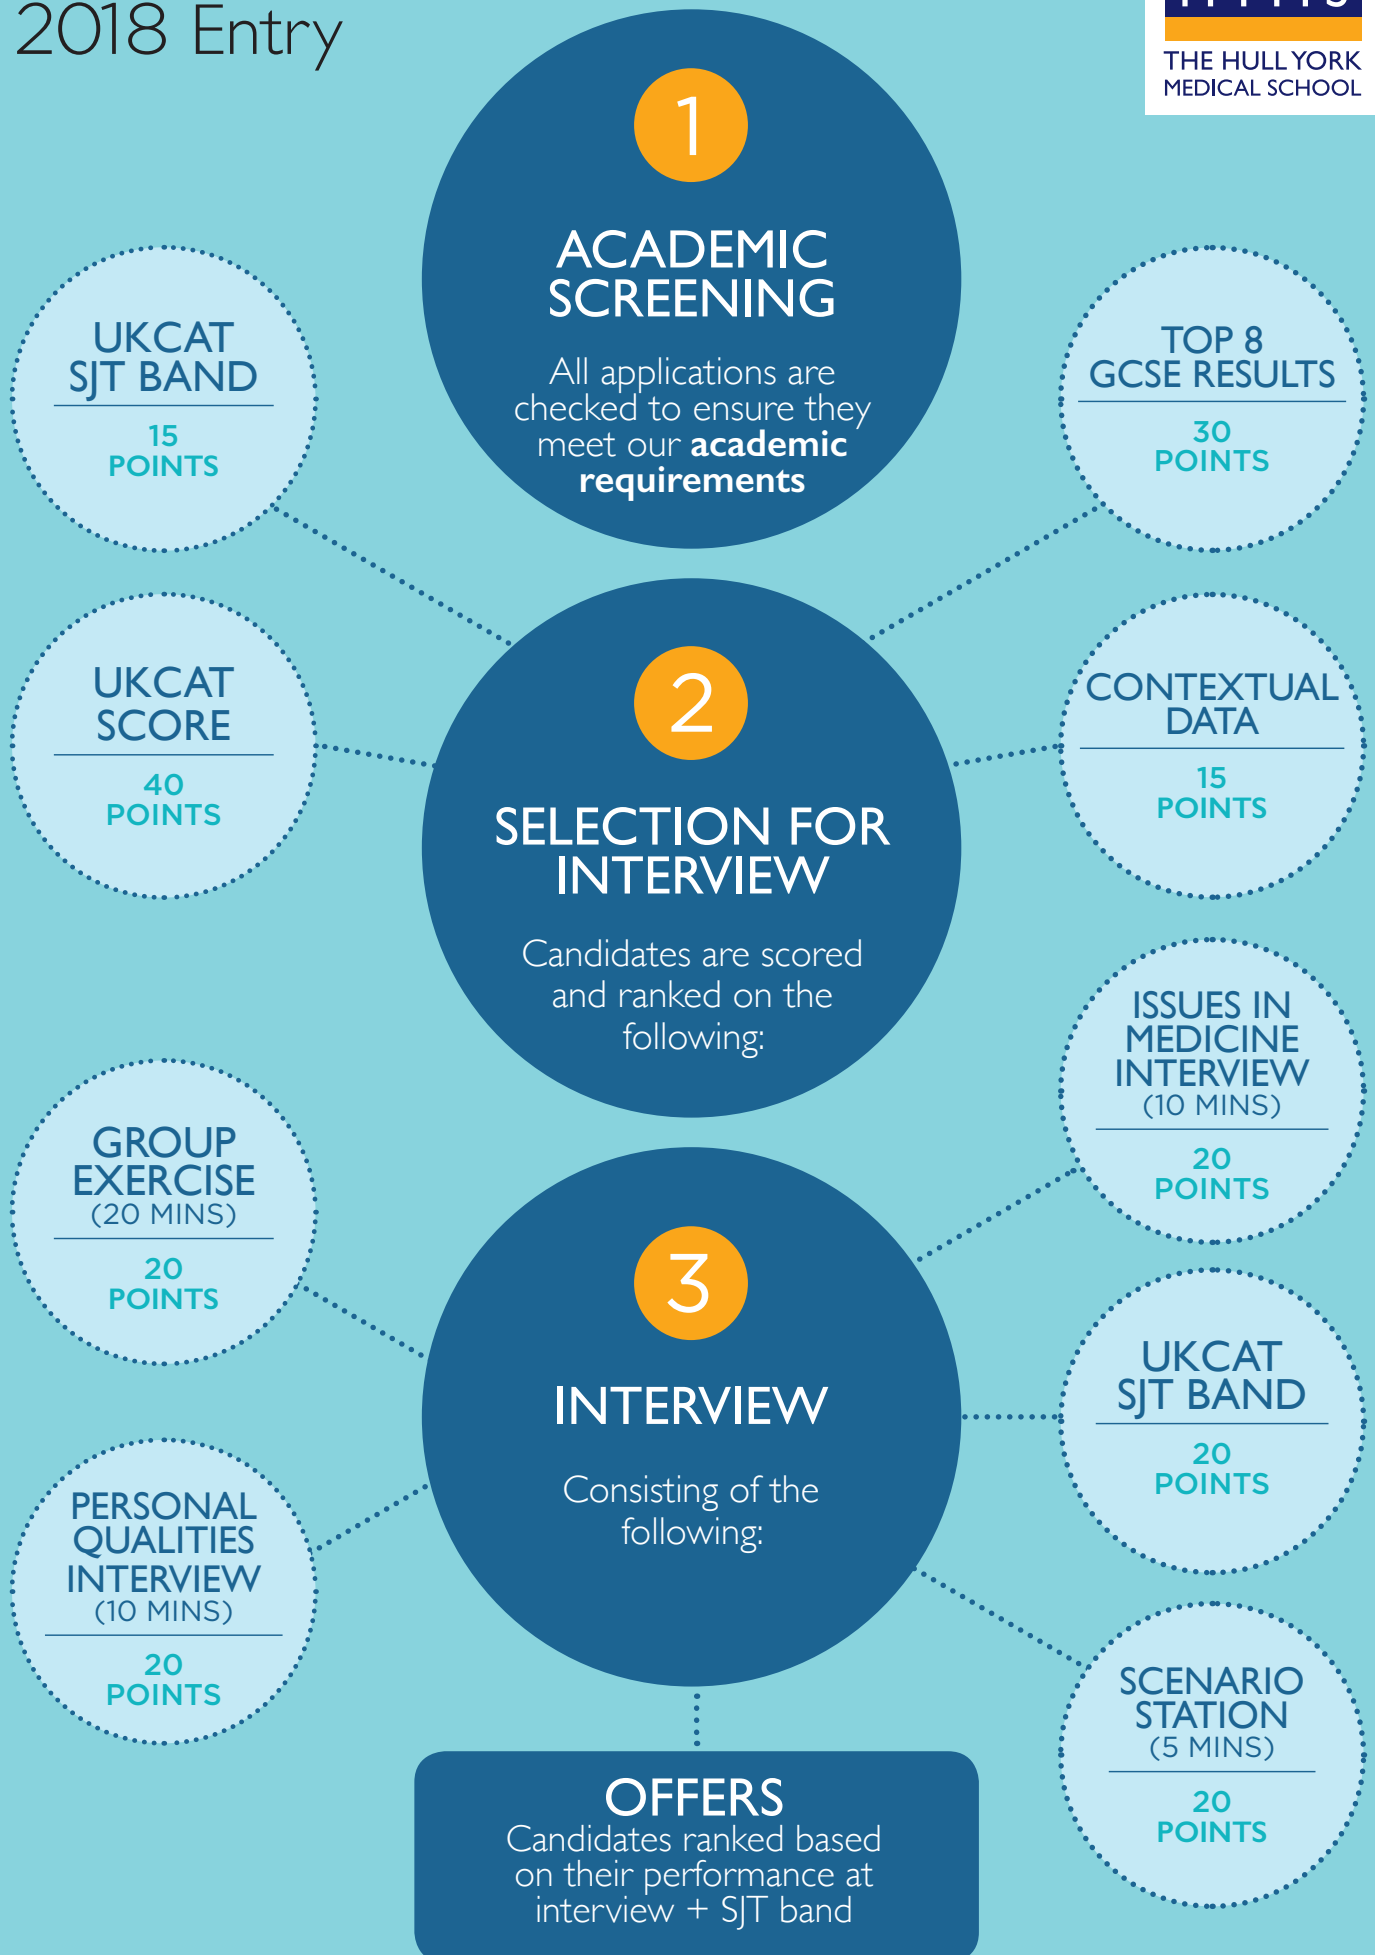 2018 Entry
THE HULL YORK
MEDICAL SCHOOL
1
ACADEMIC
SCREENING
All applications are
checked to ensure they
meet our academic
requirements
UKCAT
SJT BAND
15
POINTS
TOP 8
GCSE RESULTS
30
POINTS
UKCAT
SCORE
40
POINTS
2
SELECTION FOR
INTERVIEW
Candidates are scored
and ranked on the
following:
CONTEXTUAL
DATA
15
POINTS
ISSUES IN
MEDICINE
INTERVIEW
(10 MINS)
20
POINTS
GROUP
EXERCISE
(20 MINS)
20
POINTS
3
INTERVIEW
Consisting of the
following:
UKCAT
SJT BAND
20
POINTS
PERSONAL
QUALITIES
INTERVIEW
(10 MINS)
20
POINTS
SCENARIO
STATION
(5 MINS)
20
POINTS
OFFERS
Candidates ranked based
on their performance at
interview + SJT band